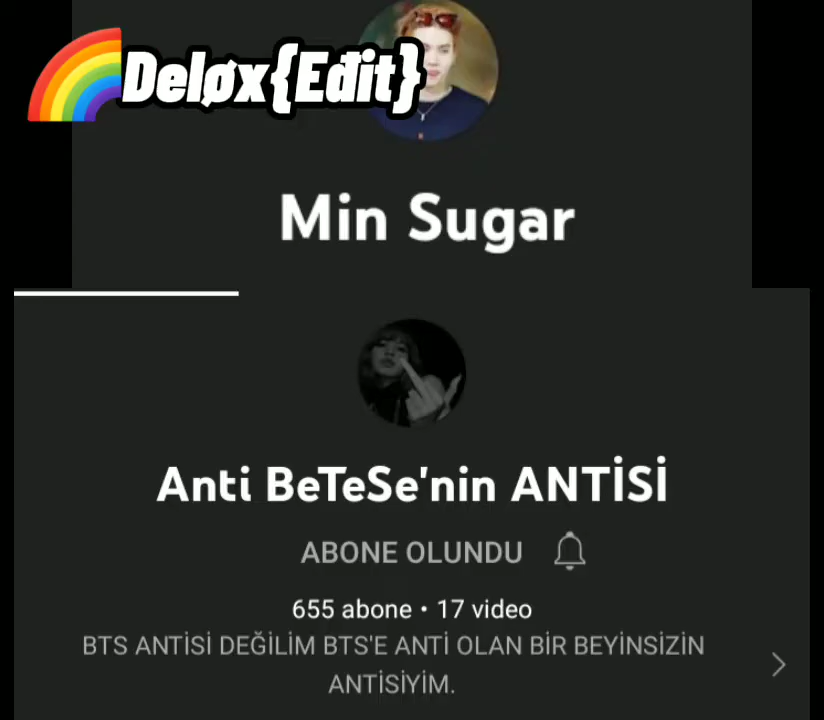 Deløx{Eđit}
Min Sugar
Anti BeTeSe'nin ANTİSİ
ABONE OLUNDU
655 abone • 17 video
BTS ANTİSİ DEĞİLİM BTS'E ANTİ OLAN BİR BEYİNSİZİN
ANTİSİYİM.